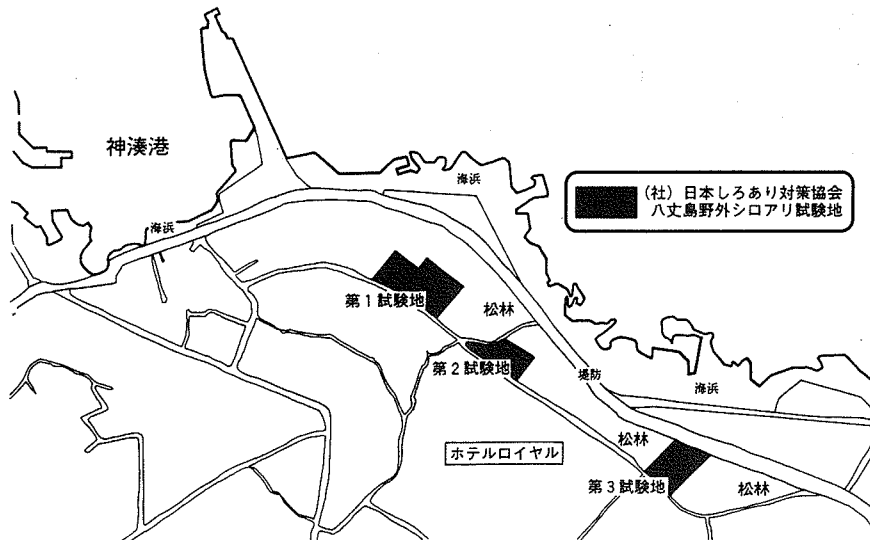 神湊港
海浜
(社) 日本しろあり対策協会
八丈島野外シロアリ試験地
海浜
第1試験地
松林
第2試験地
堤防
海浜
松林
ホテルロイヤル
第3試験地
松林